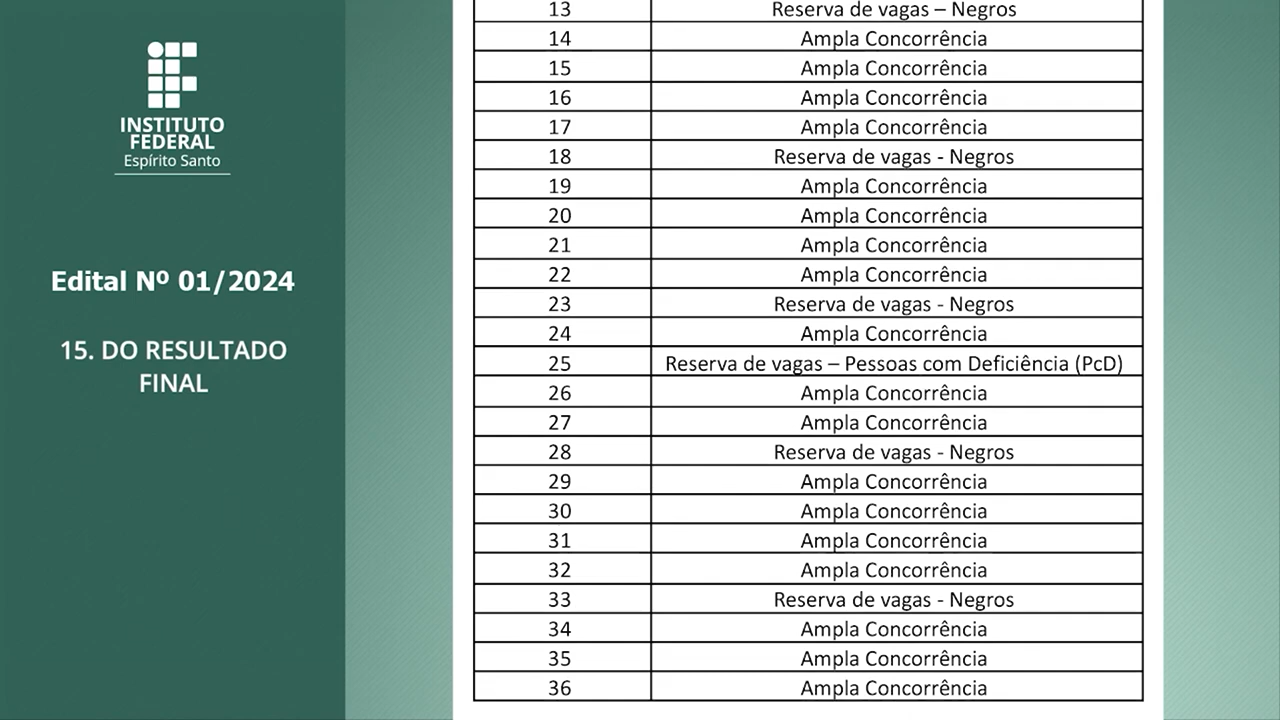 INSTITUTO
FEDERAL
Espírito Santo
Edital Nº 01/2024
15. DO RESULTADO
FINAL
13 Reserva de vagas – Negros
14 Ampla Concorrência
15 Ampla Concorrência
16 Ampla Concorrência
17 Ampla Concorrência
18 Reserva de vagas - Negros
19 Ampla Concorrência
20 Ampla Concorrência
21 Ampla Concorrência
22 Ampla Concorrência
23 Reserva de vagas - Negros
24 Ampla Concorrência
25 Reserva de vagas – Pessoas com Deficiência (PcD)
26 Ampla Concorrência
27 Ampla Concorrência
28 Reserva de vagas - Negros
29 Ampla Concorrência
30 Ampla Concorrência
31 Ampla Concorrência
32 Ampla Concorrência
33 Reserva de vagas - Negros
34 Ampla Concorrência
35 Ampla Concorrência
36 Ampla Concorrência